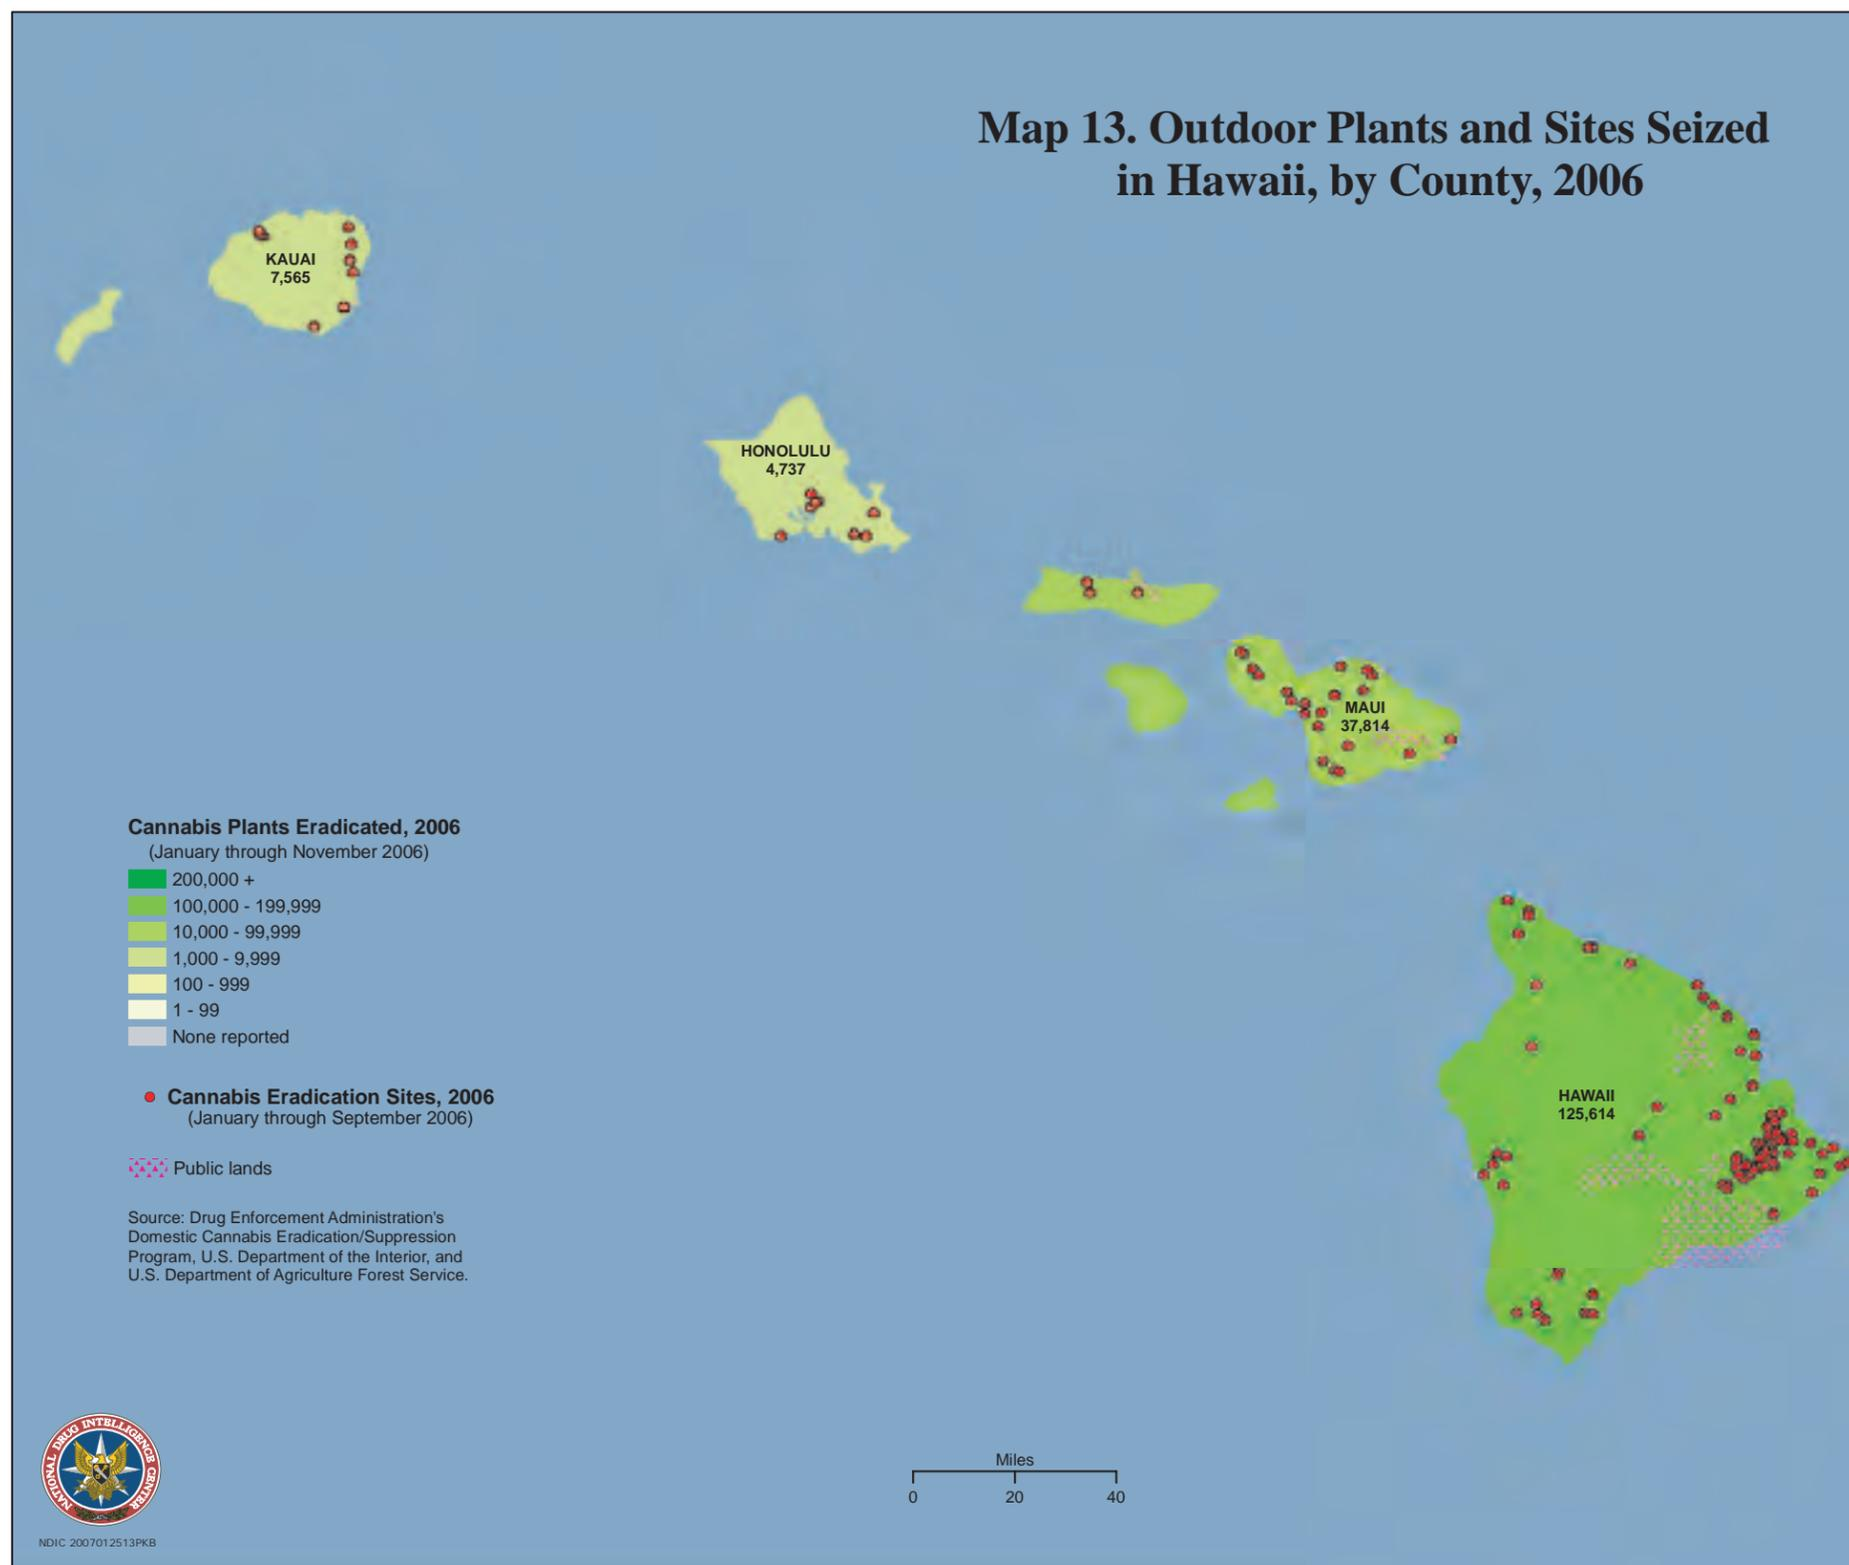 Map 13. Outdoor Plants and Sites Seized
in Hawaii, by County, 2006
KAUAI
7,565
HONOLULU
4,737
MAUI
37,814
HAWAII
125,614
Cannabis Plants Eradicated, 2006
(January through November 2006)
200,000 +
100,000 - 199,999
10,000 - 99,999
1,000 - 9,999
100 - 999
1 - 99
None reported
Cannabis Eradication Sites, 2006
(January through September 2006)
Public lands
Source: Drug Enforcement Administration's
Domestic Cannabis Eradication/Suppression
Program, U.S. Department of the Interior, and
U.S. Department of Agriculture Forest Service.
Miles
0 20 40
NATIONAL DRUG INTELLIGENCE CENTER
NDIC 2007012513PKB